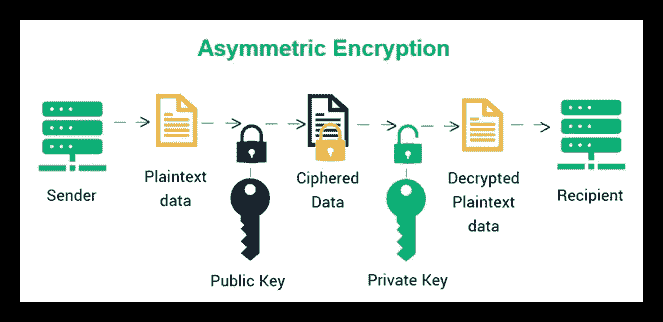 Asymmetric Encryption
Sender
Plaintext
data
Ciphered
Data
Decrypted
Plaintext
data
Recipient
Public Key
Private Key